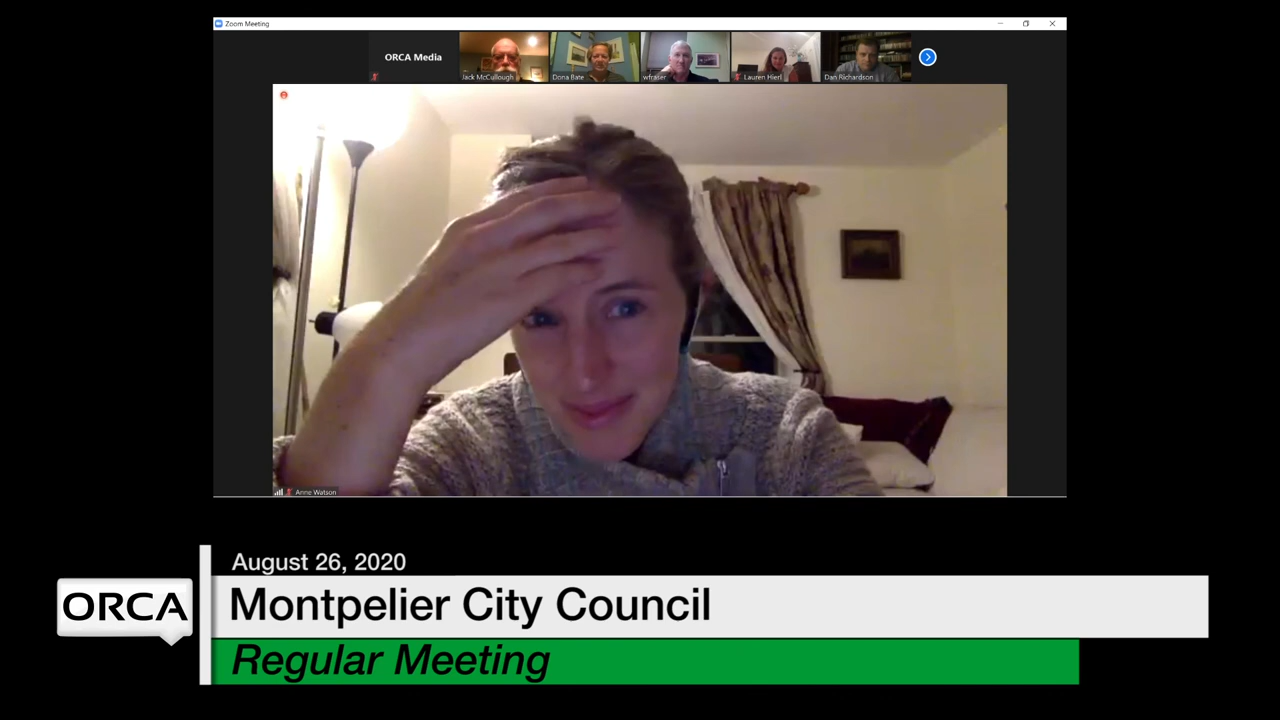 Zoom Meeting
ORCA Media
Jack McCullough
Dona Bate
wfraser
Lauren Hierl
Dan Richardson
Anne Watson
August 26, 2020
ORCA
Montpelier City Council
Regular Meeting